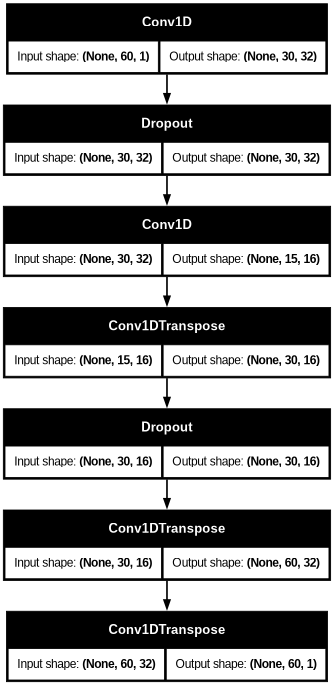 Conv1D
Input shape: (None, 60, 1) Output shape: (None, 30, 32)
Dropout
Input shape: (None, 30, 32) Output shape: (None, 30, 32)
Conv1D
Input shape: (None, 30, 32) Output shape: (None, 15, 16)
Conv1DTranspose
Input shape: (None, 15, 16) Output shape: (None, 30, 16)
Dropout
Input shape: (None, 30, 16) Output shape: (None, 30, 16)
Conv1DTranspose
Input shape: (None, 30, 16) Output shape: (None, 60, 32)
Conv1DTranspose
Input shape: (None, 60, 32) Output shape: (None, 60, 1)